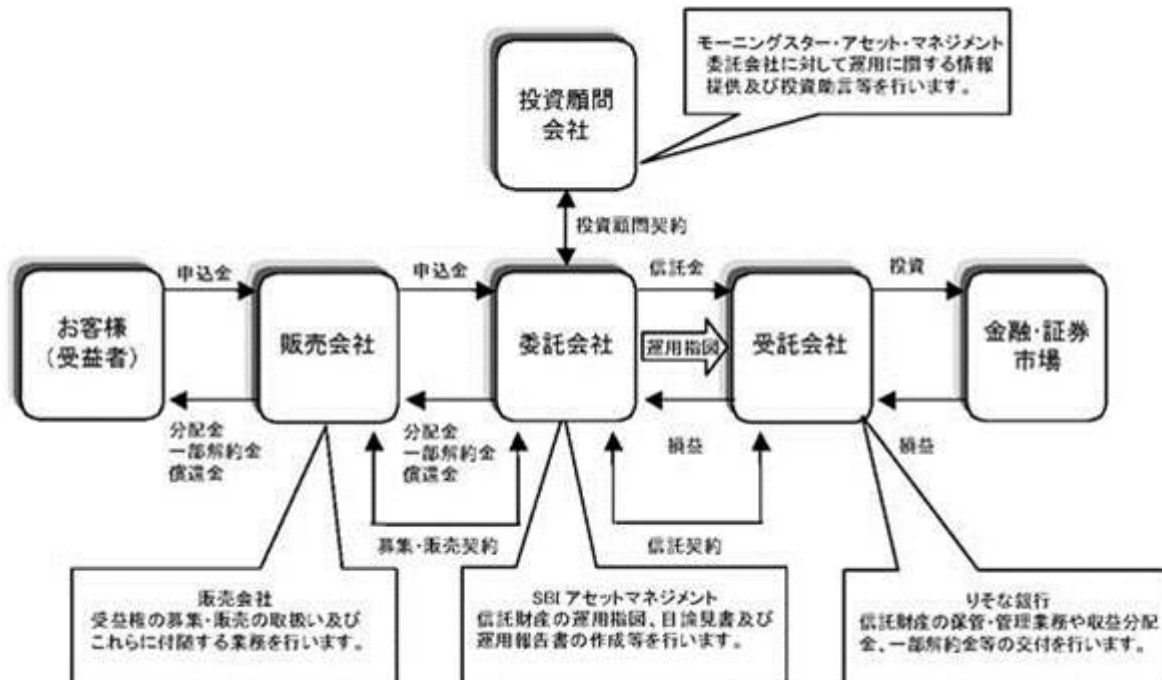 モーニングスター・アセット・マネジメント
委託会社に対して運用に関する情報
提供及び投資助言等を行います。
投資顧問
会社
投資顧問契約
申込金
申込金
信託金
投資
お客様
(受益者)
販売会社
委託会社
運用指図
受託会社
金融・証券
市場
分配金
一部解約金
償還金
分配金
一部解約金
償還金
損益
損益
募集・販売契約
信託契約
販売会社
受益権の募集・販売の取扱い及び
これらに付随する業務を行います。
SBIアセットマネジメント
信託財産の運用指図、目論見書及び
運用報告書の作成等を行います。
りそな銀行
信託財産の保管・管理業務や収益分配
金、一部解約金等の交付を行います。